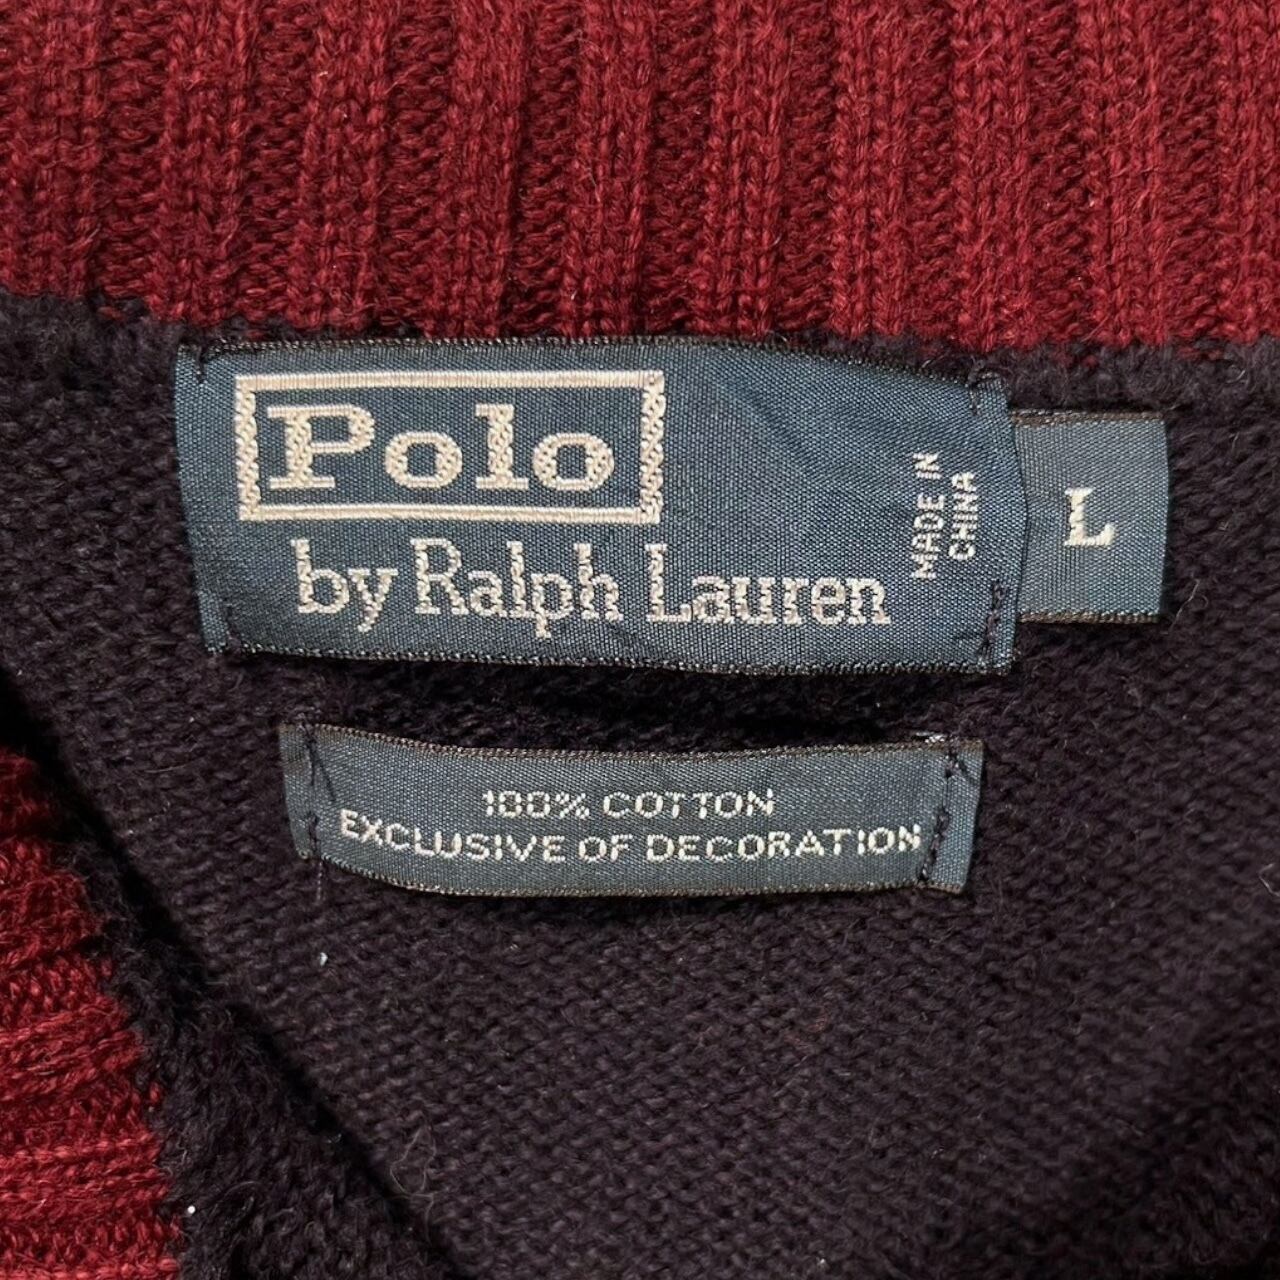 Polo
by Ralph Lauren
MADE IN
CHINA
L
100% COTTON
EXCLUSIVE OF DECORATION